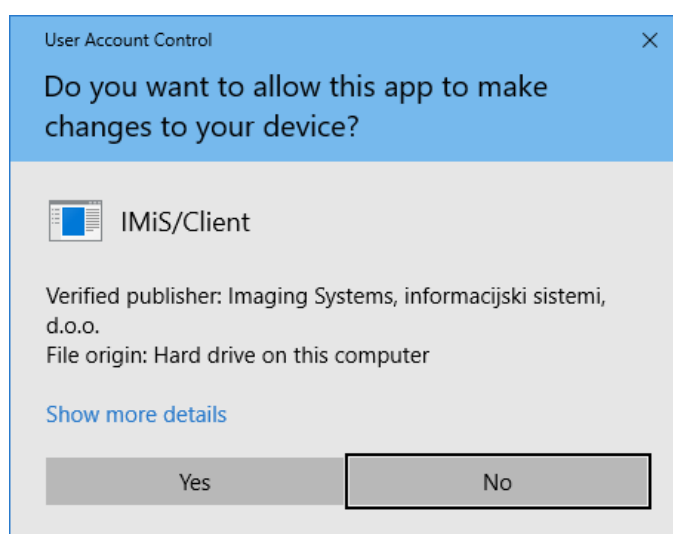 User Account Control
Do you want to allow this app to make
changes to your device?
IMiS/Client
Verified publisher: Imaging Systems, informacijski sistemi,
d.o.o.
File origin: Hard drive on this computer
Show more details
Yes
No